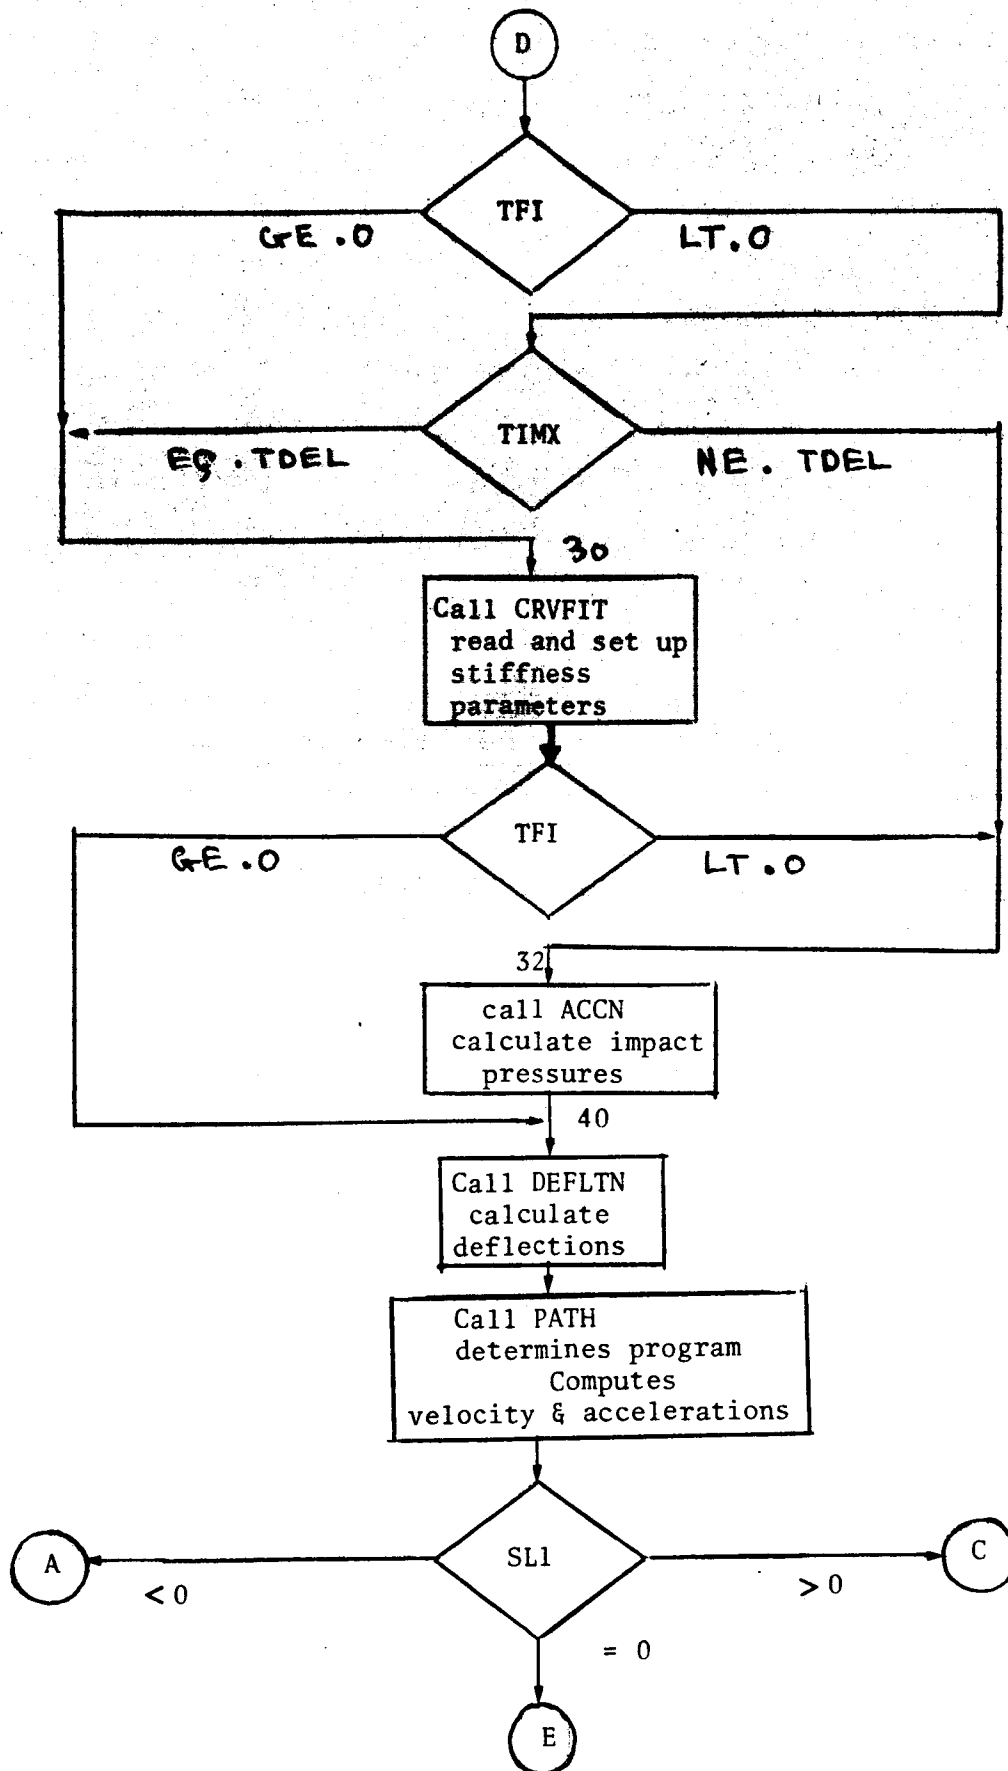 D
TFI
GE.0
LT.0
TIMX
EQ.TDEL
NE. TDEL
30
Call CRVFIT
read and set up
stiffness
parameters
TFI
GE.0
LT.0
32
call ACCN
calculate impact
pressures
40
Call DEFLTN
calculate
deflections
Call PATH
determines program
Computes
velocity & accelerations
SL1
A
C
< 0
> 0
= 0
E